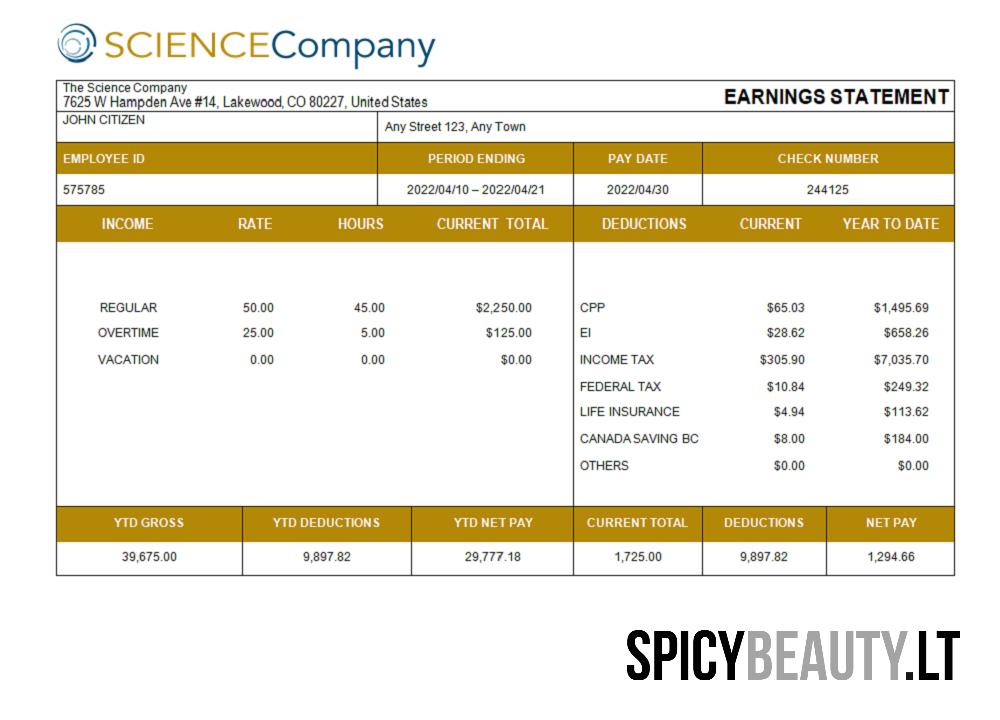 SCIENCECompany
The Science Company
7625 W Hampden Ave #14, Lakewood, CO 80227, United States
EARNINGS STATEMENT
JOHN CITIZEN
Any Street 123, Any Town
EMPLOYEE ID PERIOD ENDING PAY DATE CHECK NUMBER
575785 2022/04/10 – 2022/04/21 2022/04/30 244125
INCOME RATE HOURS CURRENT TOTAL DEDUCTIONS CURRENT YEAR TO DATE
REGULAR 50.00 45.00 $2,250.00 CPP $65.03 $1,495.69
OVERTIME 25.00 5.00 $125.00 EI $28.62 $658.26
VACATION 0.00 0.00 $0.00 INCOME TAX $305.90 $7,035.70
FEDERAL TAX $10.84 $249.32
LIFE INSURANCE $4.94 $113.62
CANADA SAVING BC $8.00 $184.00
OTHERS $0.00 $0.00
YTD GROSS YTD DEDUCTIONS YTD NET PAY CURRENT TOTAL DEDUCTIONS NET PAY
39,675.00 9,897.82 29,777.18 1,725.00 9,897.82 1,294.66
SPICYBEAUTY.LT